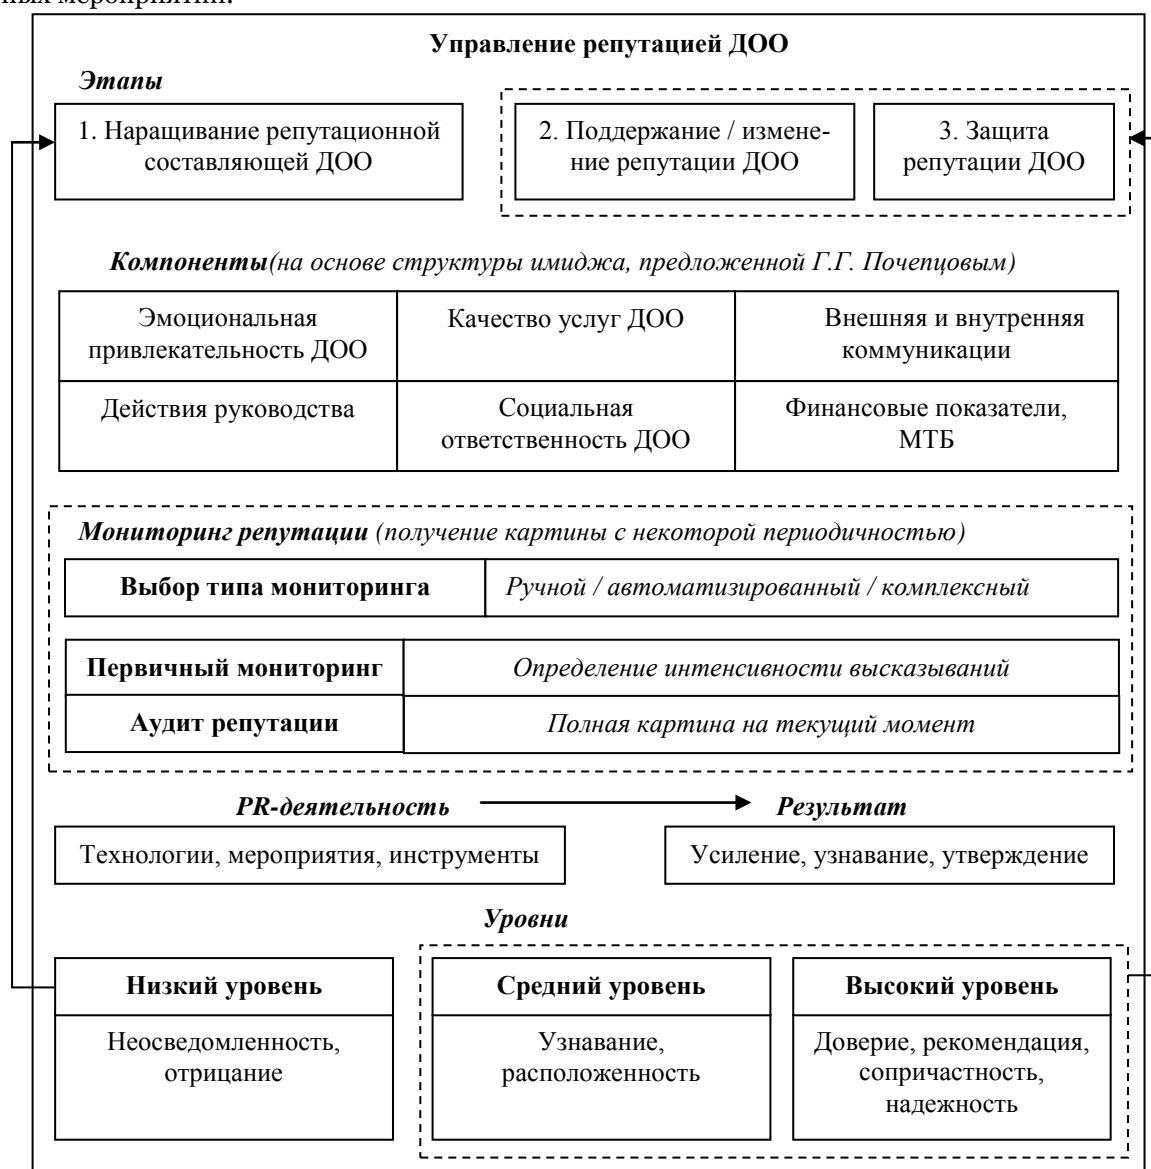 ных мероприятий.
Управление репутацией ДОО
Этапы
1. Наращивание репутационной
составляющей ДОО
2. Поддержание / измене-
ние репутации ДОО
3. Защита
репутации ДОО
Компоненты(на основе структуры имиджа, предложенной Г.Г. Почепцовым)
Эмоциональная
привлекательность ДОО
Качество услуг ДОО
Внешняя и внутренняя
коммуникации
Действия руководства
Социальная
ответственность ДОО
Финансовые показатели,
МТБ
Мониторинг репутации (получение картины с некоторой периодичностью)
Выбор типа мониторинга
Ручной / автоматизированный / комплексный
Первичный мониторинг
Определение интенсивности высказываний
Аудит репутации
Полная картина на текущий момент
PR-деятельность
Результат
Технологии, мероприятия, инструменты
Усиление, узнавание, утверждение
Уровни
Низкий уровень
Неосведомленность,
отрицание
Средний уровень
Узнавание,
расположенность
Высокий уровень
Доверие, рекомендация,
сопричастность,
надежность